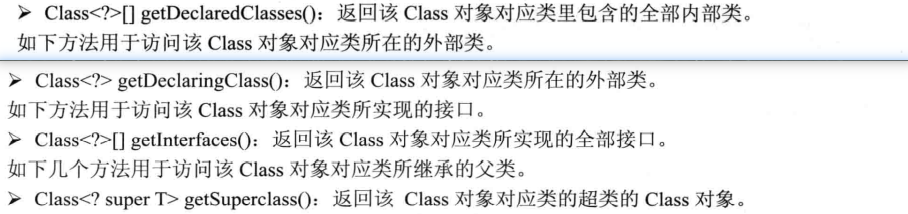 ➤ Class<?>[] getDeclaredClasses()：返回该 Class 对象对应类里包含的全部内部类。
如下方法用于访问该 Class 对象对应类所在的外部类。
➤ Class<?> getDeclaringClass()：返回该 Class 对象对应类所在的外部类。
如下方法用于访问该 Class 对象对应类所实现的接口。
➤ Class<?>[] getInterfaces()：返回该 Class 对象对应类所实现的全部接口。
如下几个方法用于访问该 Class 对象对应类所继承的父类。
➤ Class<? super T> getSuperclass()：返回该 Class 对象对应类的超类的 Class 对象。